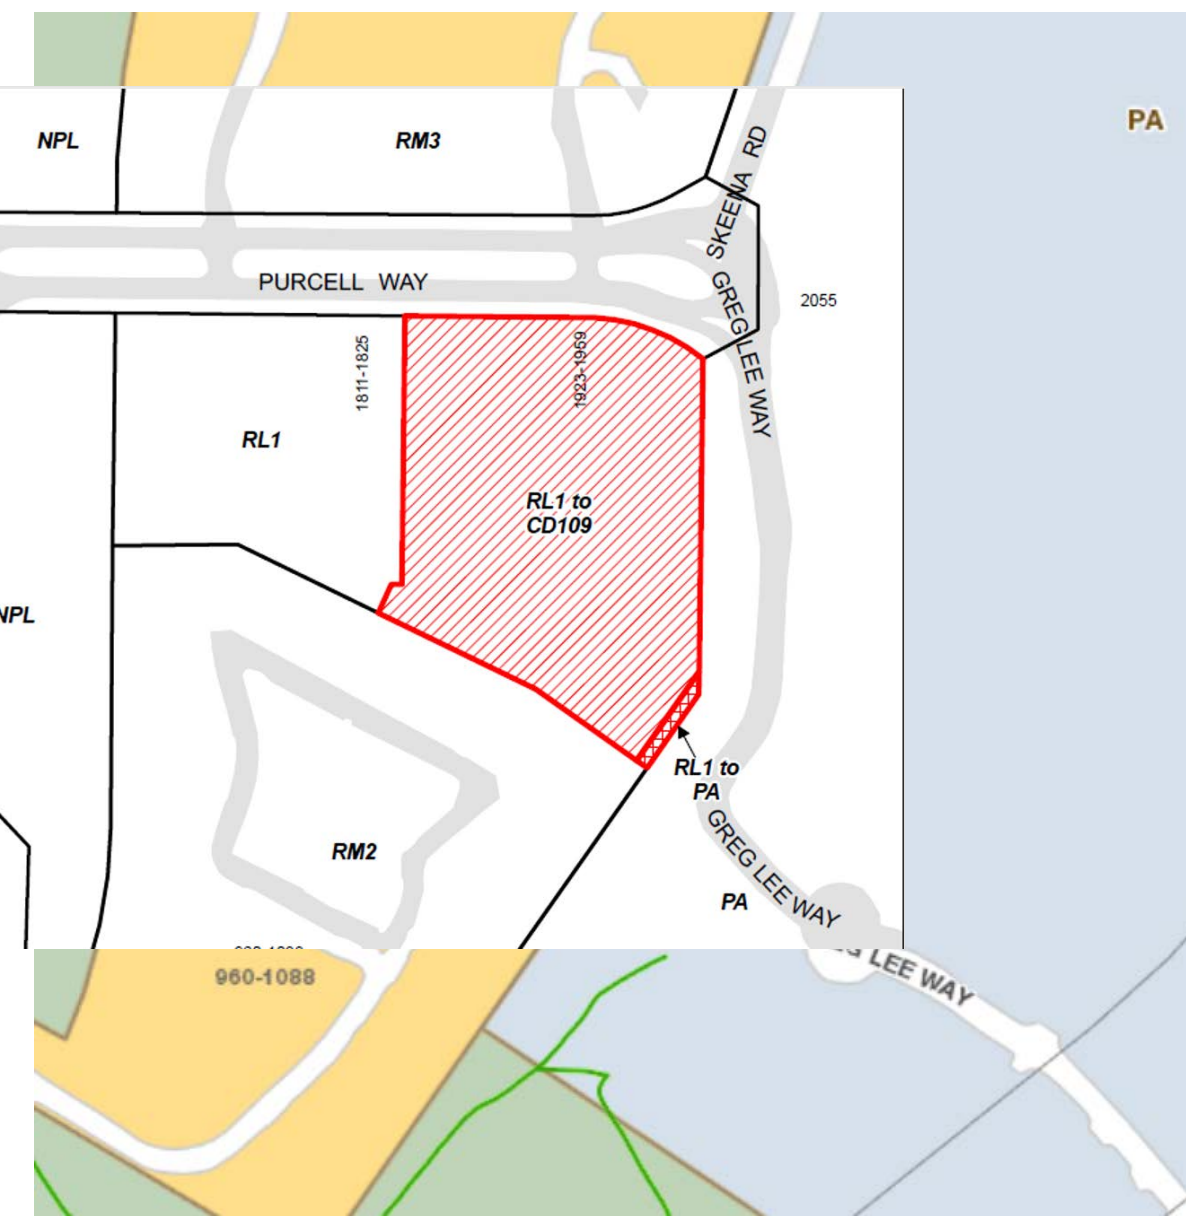 PA
NPL
RM3
SKEENA RD
PURCELL WAY
GREG LEE WAY
2055
1811-1825
1923-1959
RL1
RL1 to
CD109
NPL
RL1 to
PA
GREG LEE WAY
RM2
PA
LEE WAY
960-1088